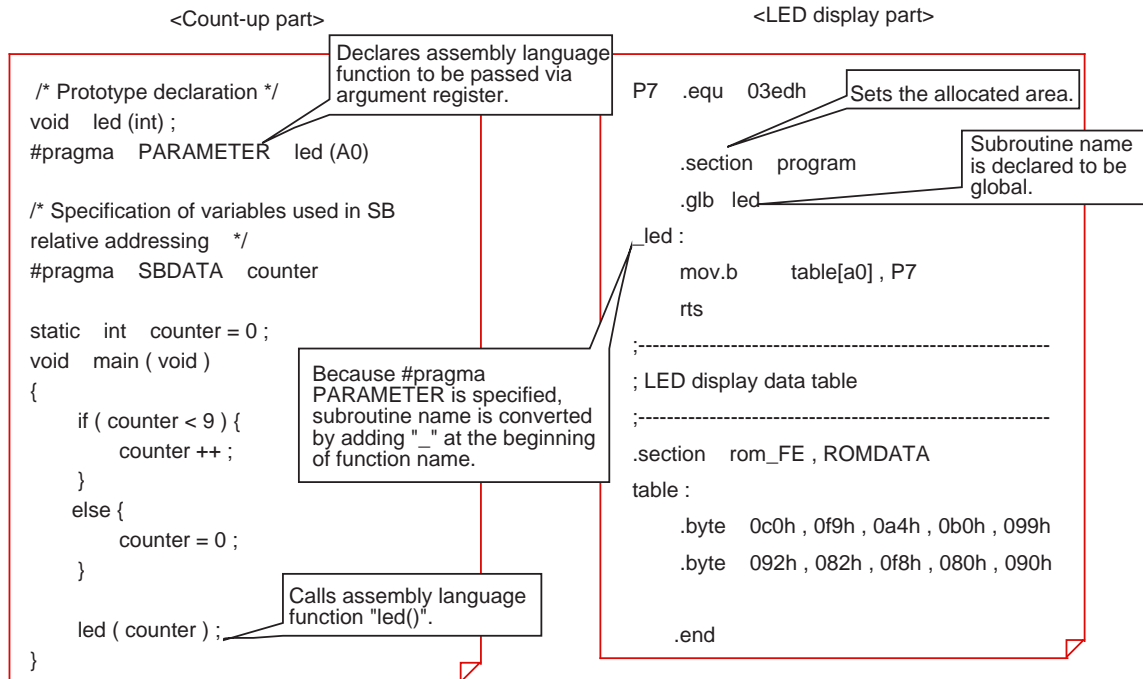 <Count-up part>
/* Prototype declaration */
void led (int) ;
#pragma PARAMETER led (A0)
/* Specification of variables used in SB
relative addressing */
#pragma SBDATA counter
static int counter = 0 ;
void main ( void )
{
if ( counter < 9 ) {
counter ++ ;
}
else {
counter = 0 ;
}
led ( counter ) ;
}
Declares assembly language
function to be passed via
argument register.
Because #pragma
PARAMETER is specified,
subroutine name is converted
by adding "_" at the beginning
of function name.
Calls assembly language
function "led()".
<LED display part>
P7 .equ 03edh
.section program
.glb led
_led :
mov.b table[a0] , P7
rts
;----------------------------------------------------------
; LED display data table
;----------------------------------------------------------
.section rom_FE , ROMDATA
table :
.byte 0c0h , 0f9h , 0a4h , 0b0h , 099h
.byte 092h , 082h , 0f8h , 080h , 090h
.end
Sets the allocated area.
Subroutine name
is declared to be
global.